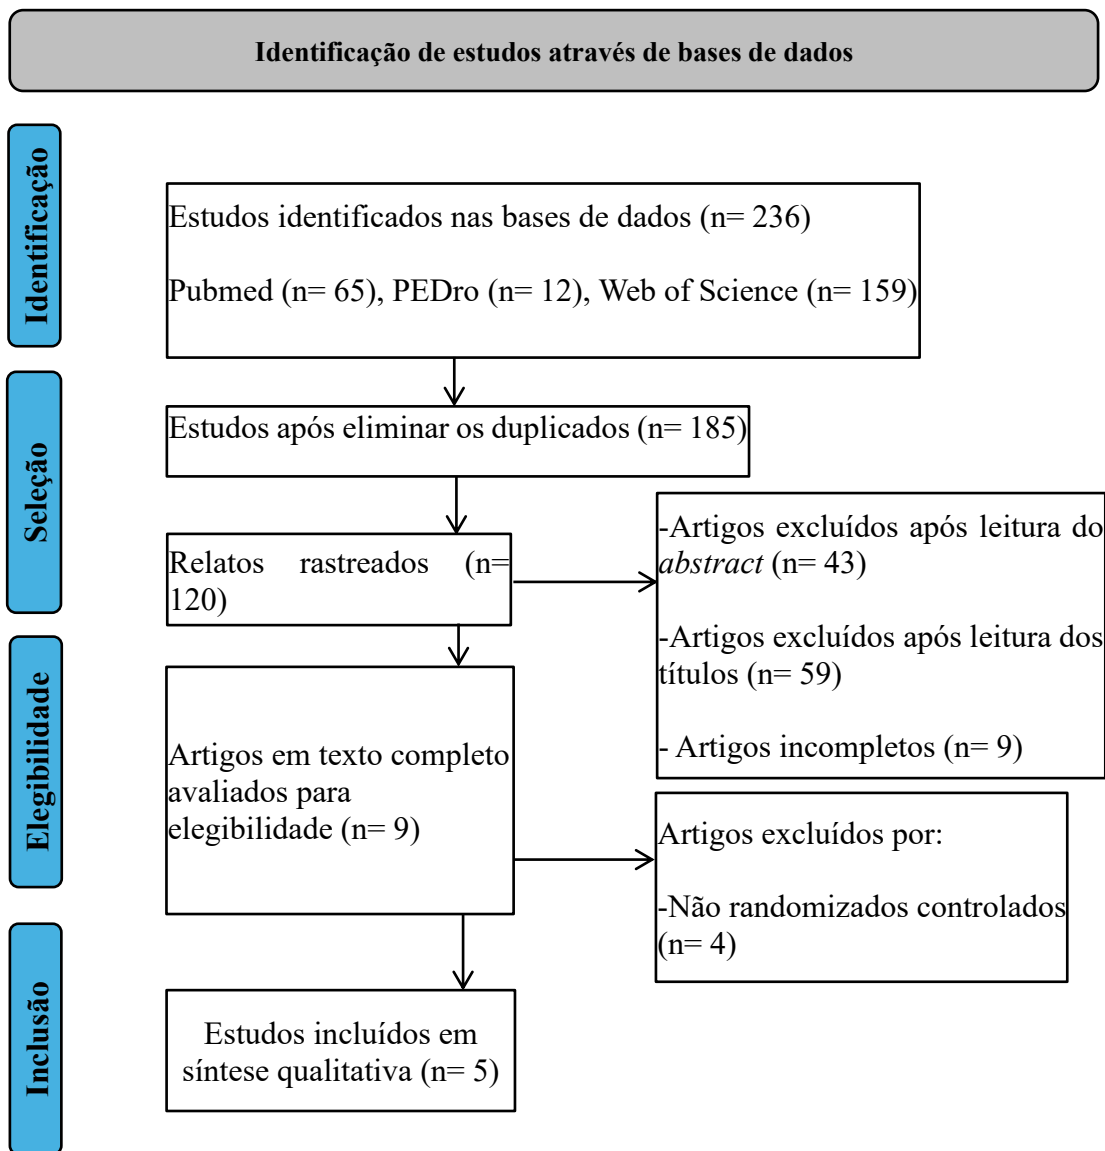 Identificação de estudos através de bases de dados
Identificação
Estudos identificados nas bases de dados (n= 236)
Pubmed (n= 65), PEDro (n= 12), Web of Science (n= 159)
Seleção
Estudos após eliminar os duplicados (n= 185)
Relatos rastreados (n=
120)
-Artigos excluídos após leitura do
abstract (n= 43)
-Artigos excluídos após leitura dos
títulos (n= 59)
- Artigos incompletos (n= 9)
Elegibilidade
Artigos em texto completo
avaliados para
elegibilidade (n= 9)
Artigos excluídos por:
-Não randomizados controlados
(n= 4)
Inclusão
Estudos incluídos em
síntese qualitativa (n= 5)